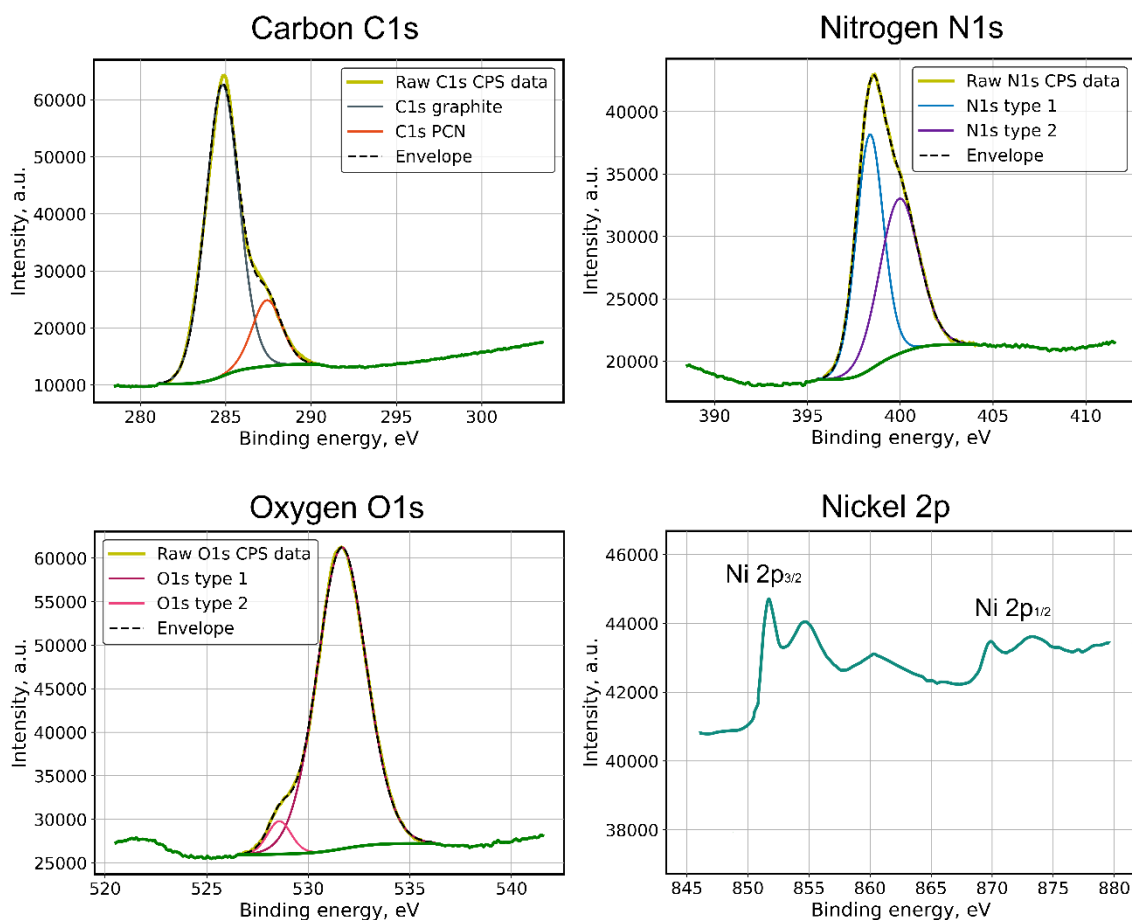 Carbon C1s
Intensity, a.u.
60000
50000
40000
30000
20000
10000
Raw C1s CPS data
C1s graphite
C1s PCN
Envelope
280 285 290 295 300
Binding energy, eV
Nitrogen N1s
Intensity, a.u.
40000
35000
30000
25000
20000
Raw N1s CPS data
N1s type 1
N1s type 2
Envelope
390 395 400 405 410
Binding energy, eV
Oxygen O1s
Intensity, a.u.
60000
55000
50000
45000
40000
35000
30000
25000
Raw O1s CPS data
O1s type 1
O1s type 2
Envelope
520 525 530 535 540
Binding energy, eV
Nickel 2p
Intensity, a.u.
46000
44000
42000
40000
38000
Ni 2p3/2
Ni 2p1/2
845 850 855 860 865 870 875 880
Binding energy, eV